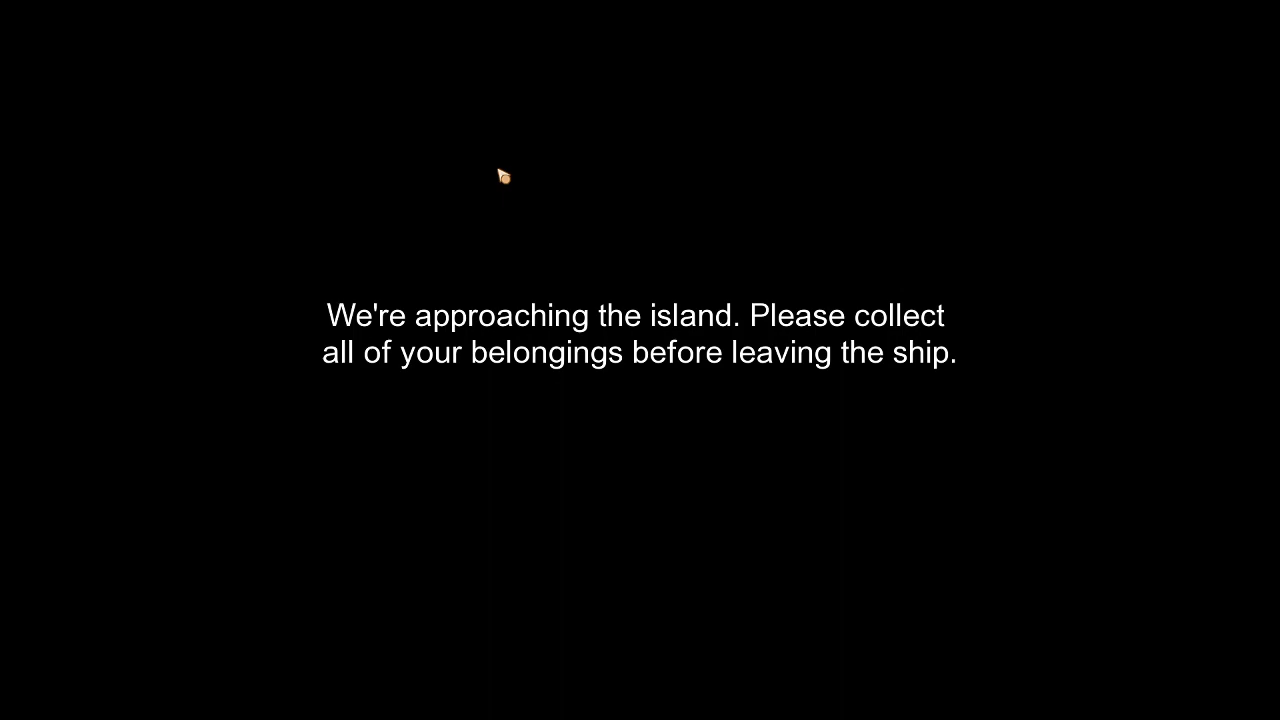 We're approaching the island. Please collect
all of your belongings before leaving the ship.